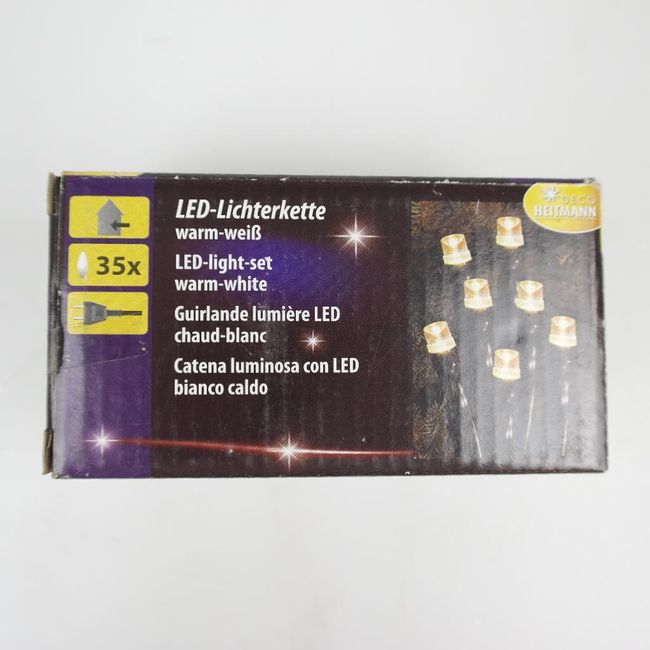 LED-Lichterkette
warm-weiß
LED-light-set
warm-white
Guirlande lumière LED
chaud-blanc
Catena luminosa con LED
bianco caldo
35x
DECO
HEITMANN